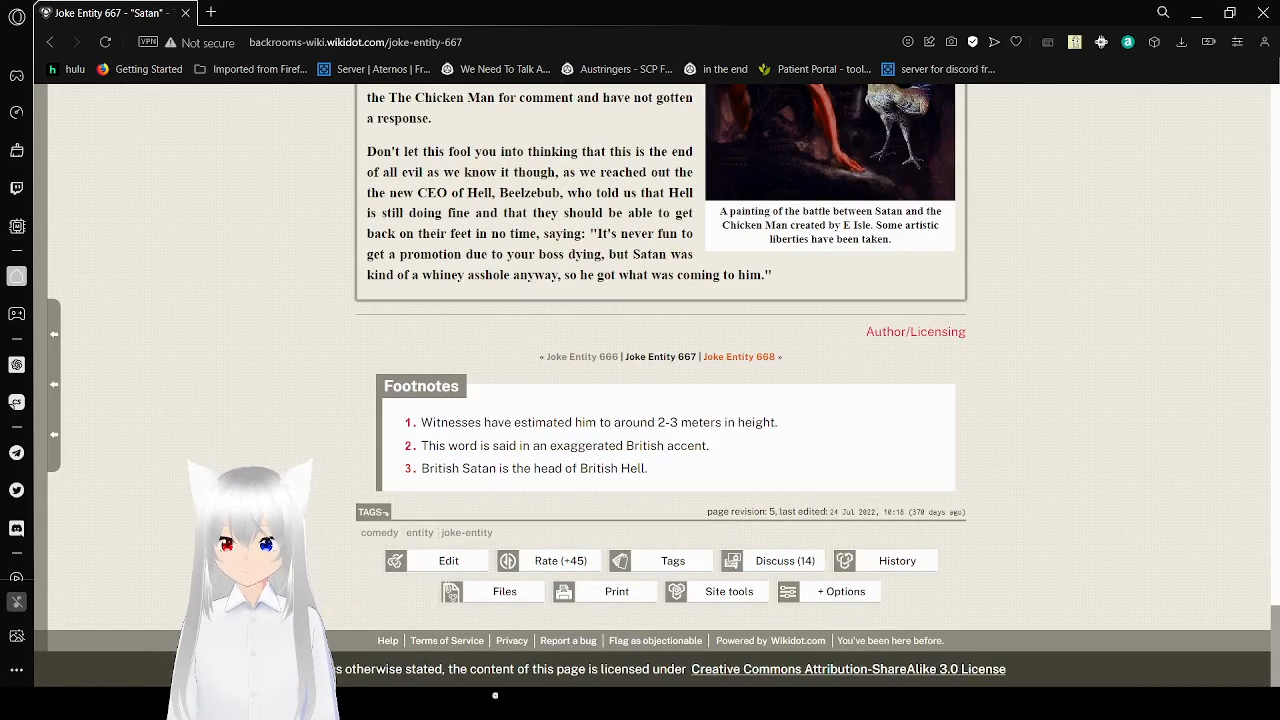 Joke Entity 667 - "Satan" -
VPN Not secure backrooms-wiki.wikidot.com/joke-entity-667
hulu Getting Started Imported from Firef... Server | Aternos | Fr... We Need To Talk A... Austringers - SCP F... in the end Patient Portal - tool... server for discord fr...
the The Chicken Man for comment and have not gotten
a response.
Don't let this fool you into thinking that this is the end
of all evil as we know it though, as we reached out the
the new CEO of Hell, Beelzebub, who told us that Hell
is still doing fine and that they should be able to get
back on their feet in no time, saying: "It's never fun to
get a promotion due to your boss dying, but Satan was
kind of a whiney asshole anyway, so he got what was coming to him."
A painting of the battle between Satan and the
Chicken Man created by E Isle. Some artistic
liberties have been taken.
Author/Licensing
« Joke Entity 666 | Joke Entity 667 | Joke Entity 668 »
Footnotes
1. Witnesses have estimated him to around 2-3 meters in height.
2. This word is said in an exaggerated British accent.
3. British Satan is the head of British Hell.
TAGS
page revision: 5, last edited: 24 Jul 2022, 10:18 (370 days ago)
comedy entity joke-entity
Edit Rate (+45) Tags Discuss (14) History
Files Print Site tools + Options
Help | Terms of Service | Privacy | Report a bug | Flag as objectionable | Powered by Wikidot.com | You've been here before.
s otherwise stated, the content of this page is licensed under Creative Commons Attribution-ShareAlike 3.0 License